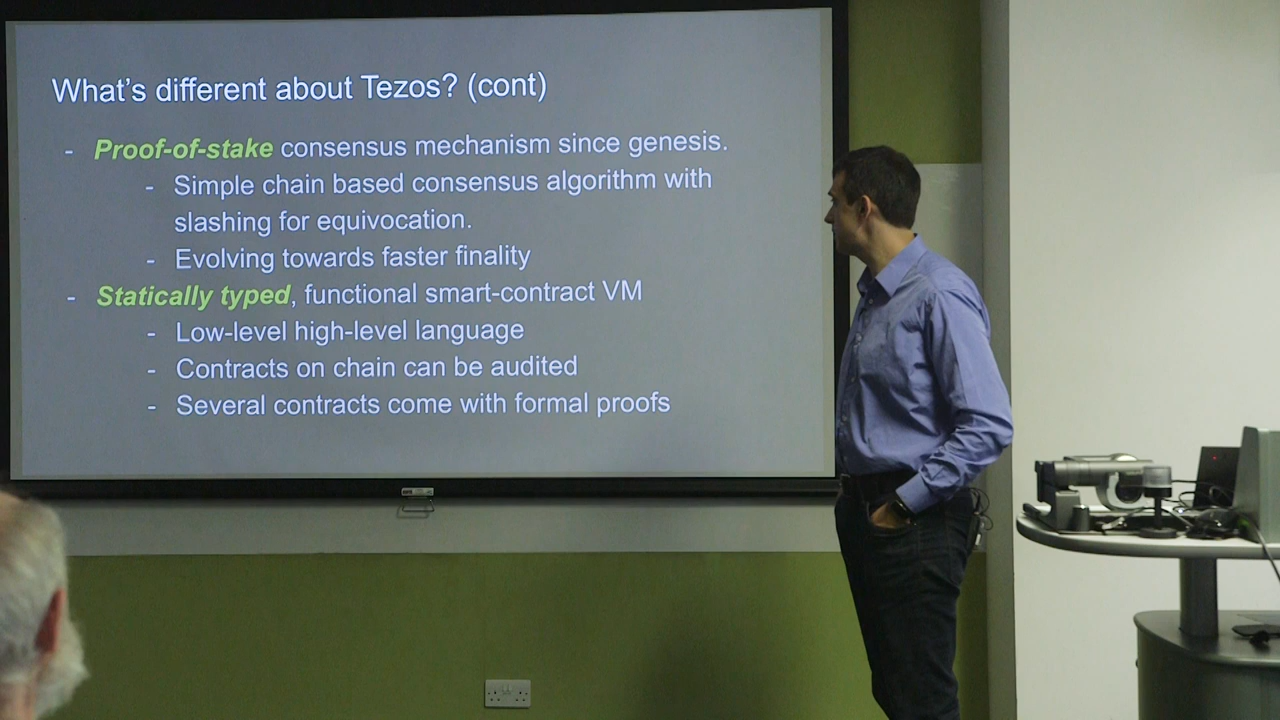 What's different about Tezos? (cont)
- Proof-of-stake consensus mechanism since genesis.
- Simple chain based consensus algorithm with
slashing for equivocation.
- Evolving towards faster finality
- Statically typed, functional smart-contract VM
- Low-level high-level language
- Contracts on chain can be audited
- Several contracts come with formal proofs